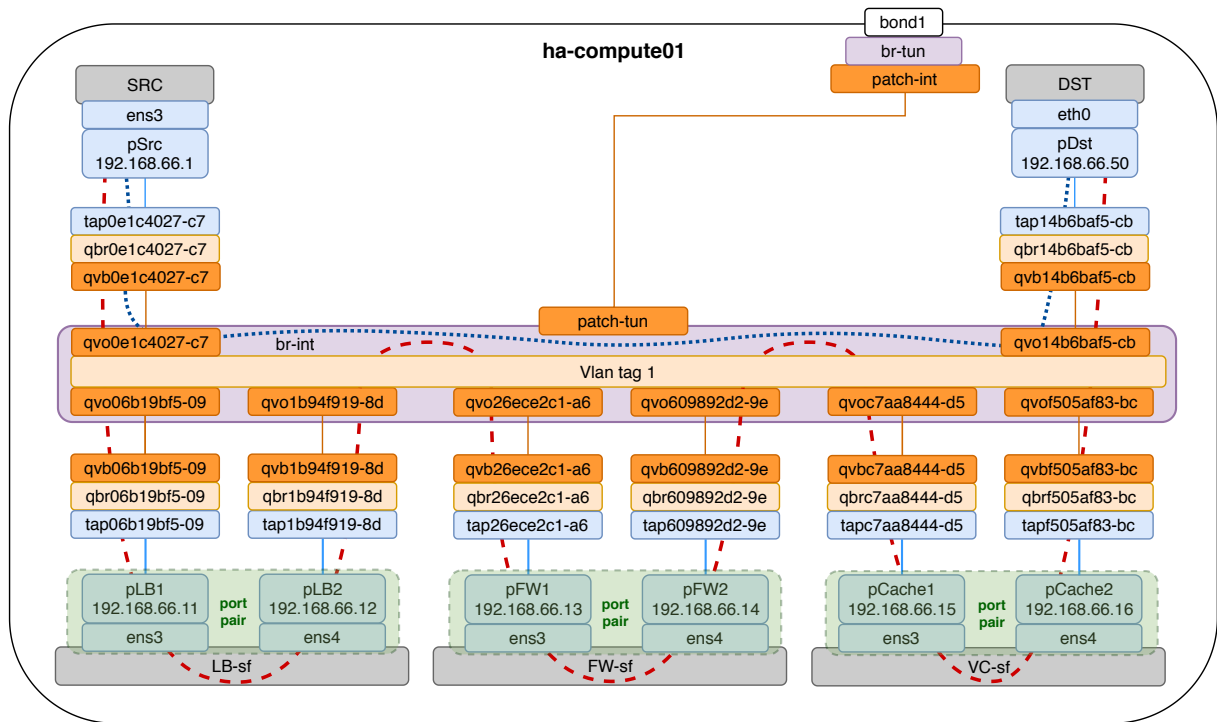 bond1
ha-compute01
br-tun
patch-int
SRC
DST
ens3
eth0
pSrc
192.168.66.1
pDst
192.168.66.50
tap0e1c4027-c7
qbr0e1c4027-c7
qvb0e1c4027-c7
tap14b6baf5-cb
qbr14b6baf5-cb
qvb14b6baf5-cb
patch-tun
qvo0e1c4027-c7
br-int
qvo14b6baf5-cb
Vlan tag 1
qvo06b19bf5-09
qvo1b94f919-8d
qvo26ece2c1-a6
qvo609892d2-9e
qvoc7aa8444-d5
qvof505af83-bc
qvb06b19bf5-09
qvb1b94f919-8d
qvb26ece2c1-a6
qvb609892d2-9e
qvbc7aa8444-d5
qvbf505af83-bc
qbr06b19bf5-09
qbr1b94f919-8d
qbr26ece2c1-a6
qbr609892d2-9e
qbrc7aa8444-d5
qbrf505af83-bc
tap06b19bf5-09
tap1b94f919-8d
tap26ece2c1-a6
tap609892d2-9e
tapc7aa8444-d5
tapf505af83-bc
pLB1
192.168.66.11
port
pair
pLB2
192.168.66.12
pFW1
192.168.66.13
port
pair
pFW2
192.168.66.14
pCache1
192.168.66.15
port
pair
pCache2
192.168.66.16
ens3
ens4
ens3
ens4
ens3
ens4
LB-sf
FW-sf
VC-sf